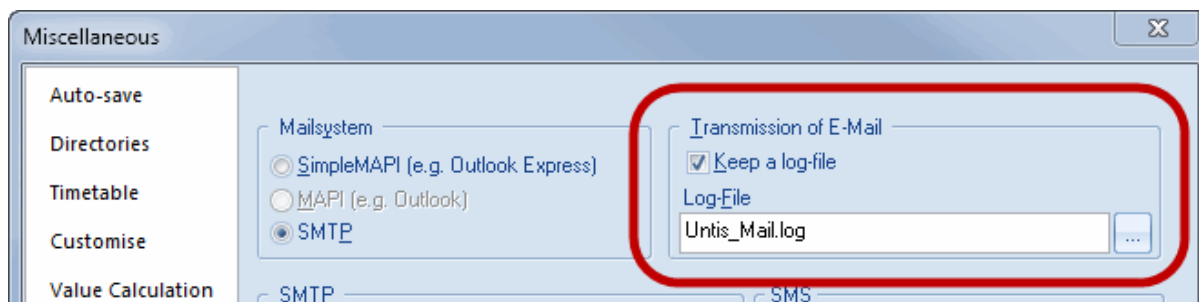 Miscellaneous
Auto-save
Directories
Timetable
Customise
Value Calculation
Mailsystem
SimpleMAPI (e.g. Outlook Express)
MAPI (e.g. Outlook)
SMTP
Transmission of E-Mail
Keep a log-file
Log-File
Untis_Mail.log
...
SMTP
SMS